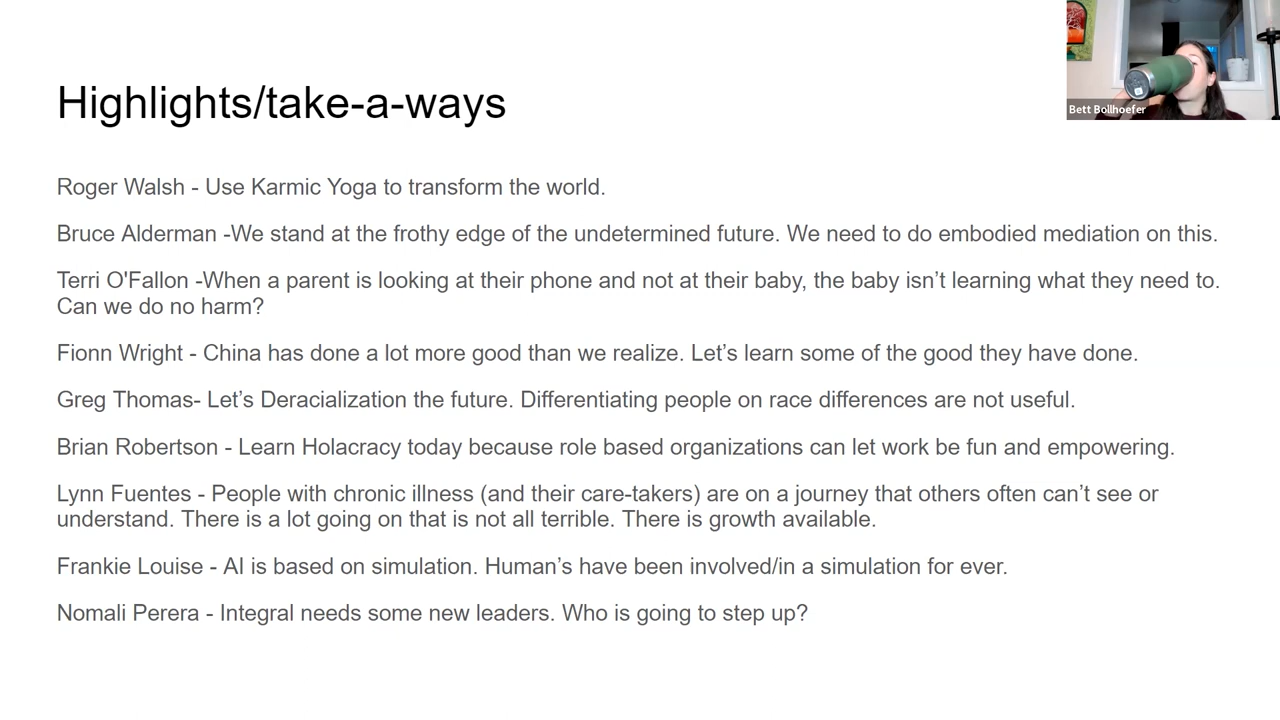 Highlights/take-a-ways
Bett Bollhoefer
Roger Walsh - Use Karmic Yoga to transform the world.
Bruce Alderman -We stand at the frothy edge of the undetermined future. We need to do embodied mediation on this.
Terri O'Fallon -When a parent is looking at their phone and not at their baby, the baby isn’t learning what they need to.
Can we do no harm?
Fionn Wright - China has done a lot more good than we realize. Let’s learn some of the good they have done.
Greg Thomas- Let’s Deracialization the future. Differentiating people on race differences are not useful.
Brian Robertson - Learn Holacracy today because role based organizations can let work be fun and empowering.
Lynn Fuentes - People with chronic illness (and their care-takers) are on a journey that others often can’t see or
understand. There is a lot going on that is not all terrible. There is growth available.
Frankie Louise - AI is based on simulation. Human’s have been involved/in a simulation for ever.
Nomali Perera - Integral needs some new leaders. Who is going to step up?